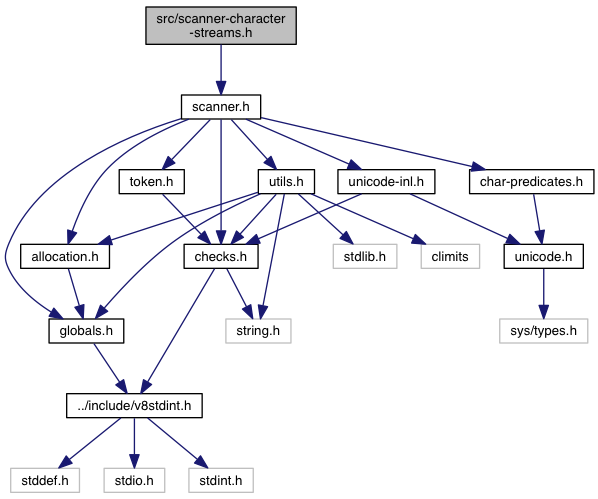 src/scanner-character
-streams.h
scanner.h
token.h
utils.h
unicode-inl.h
char-predicates.h
allocation.h
checks.h
stdlib.h
climits
unicode.h
globals.h
string.h
sys/types.h
../include/v8stdint.h
stddef.h
stdio.h
stdint.h